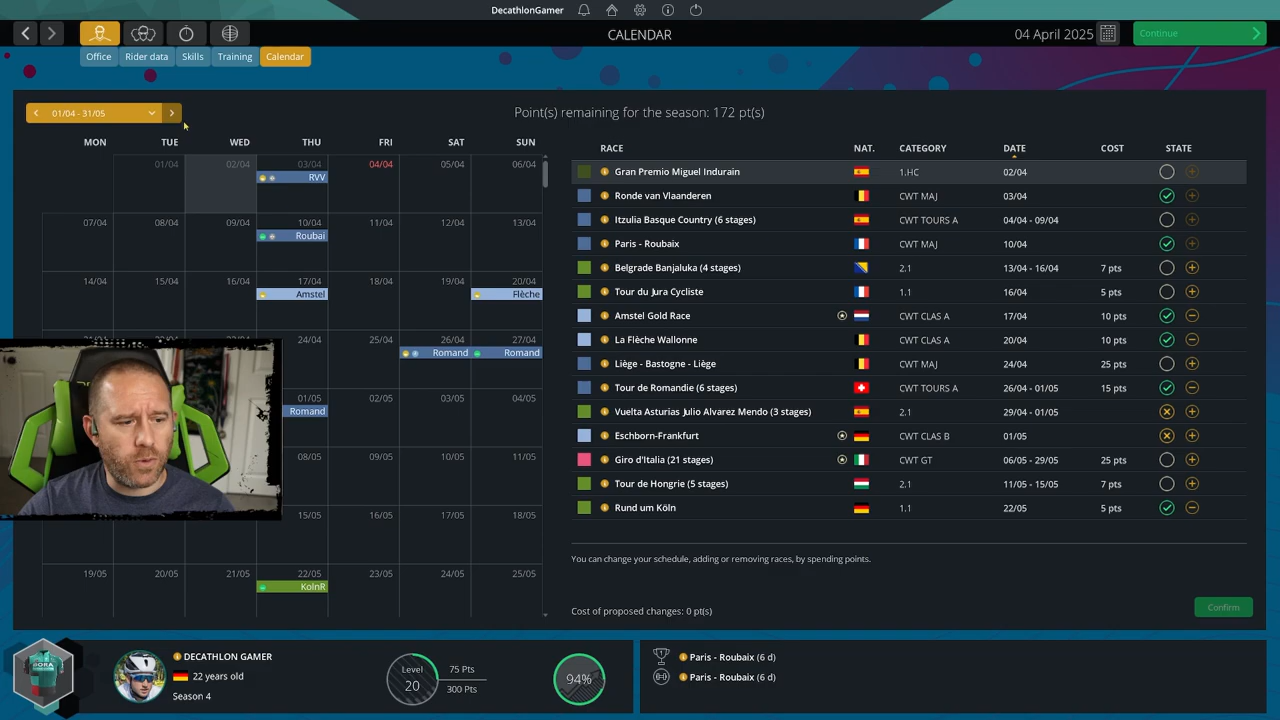 DecathlonGamer
CALENDAR
04 April 2025
Continue
Office
Rider data
Skills
Training
Calendar
01/04 - 31/05
Point(s) remaining for the season: 172 pt(s)
MON TUE WED THU FRI SAT SUN
01/04 02/04 03/04 04/04 05/04 06/04
RVV
07/04 08/04 09/04 10/04 11/04 12/04 13/04
Roubai
14/04 15/04 16/04 17/04 18/04 19/04 20/04
Amstel Flèche
24/04 25/04 26/04 27/04
Romand Romand
01/05 02/05 03/05 04/05
Romand
08/05 09/05 10/05 11/05
15/05 16/05 17/05 18/05
19/05 20/05 21/05 22/05 23/05 24/05 25/05
KolnR
RACE NAT. CATEGORY DATE COST STATE
Gran Premio Miguel Indurain 1.HC 02/04
Ronde van Vlaanderen CWT MAJ 03/04
Itzulia Basque Country (6 stages) CWT TOURS A 04/04 - 09/04
Paris - Roubaix CWT MAJ 10/04
Belgrade Banjaluka (4 stages) 2.1 13/04 - 16/04 7 pts
Tour du Jura Cycliste 1.1 16/04 5 pts
Amstel Gold Race CWT CLAS A 17/04 10 pts
La Flèche Wallonne CWT CLAS A 20/04 10 pts
Liège - Bastogne - Liège CWT MAJ 24/04 25 pts
Tour de Romandie (6 stages) CWT TOURS A 26/04 - 01/05 15 pts
Vuelta Asturias Julio Alvarez Mendo (3 stages) 2.1 29/04 - 01/05
Eschborn-Frankfurt CWT CLAS B 01/05
Giro d'Italia (21 stages) CWT GT 06/05 - 29/05 25 pts
Tour de Hongrie (5 stages) 2.1 11/05 - 15/05 7 pts
Rund um Köln 1.1 22/05 5 pts
You can change your schedule, adding or removing races, by spending points.
Cost of proposed changes: 0 pt(s)
Confirm
BORA
DECATHLON GAMER
22 years old
Season 4
Level
20
75 Pts
300 Pts
94%
Paris - Roubaix (6 d)
Paris - Roubaix (6 d)